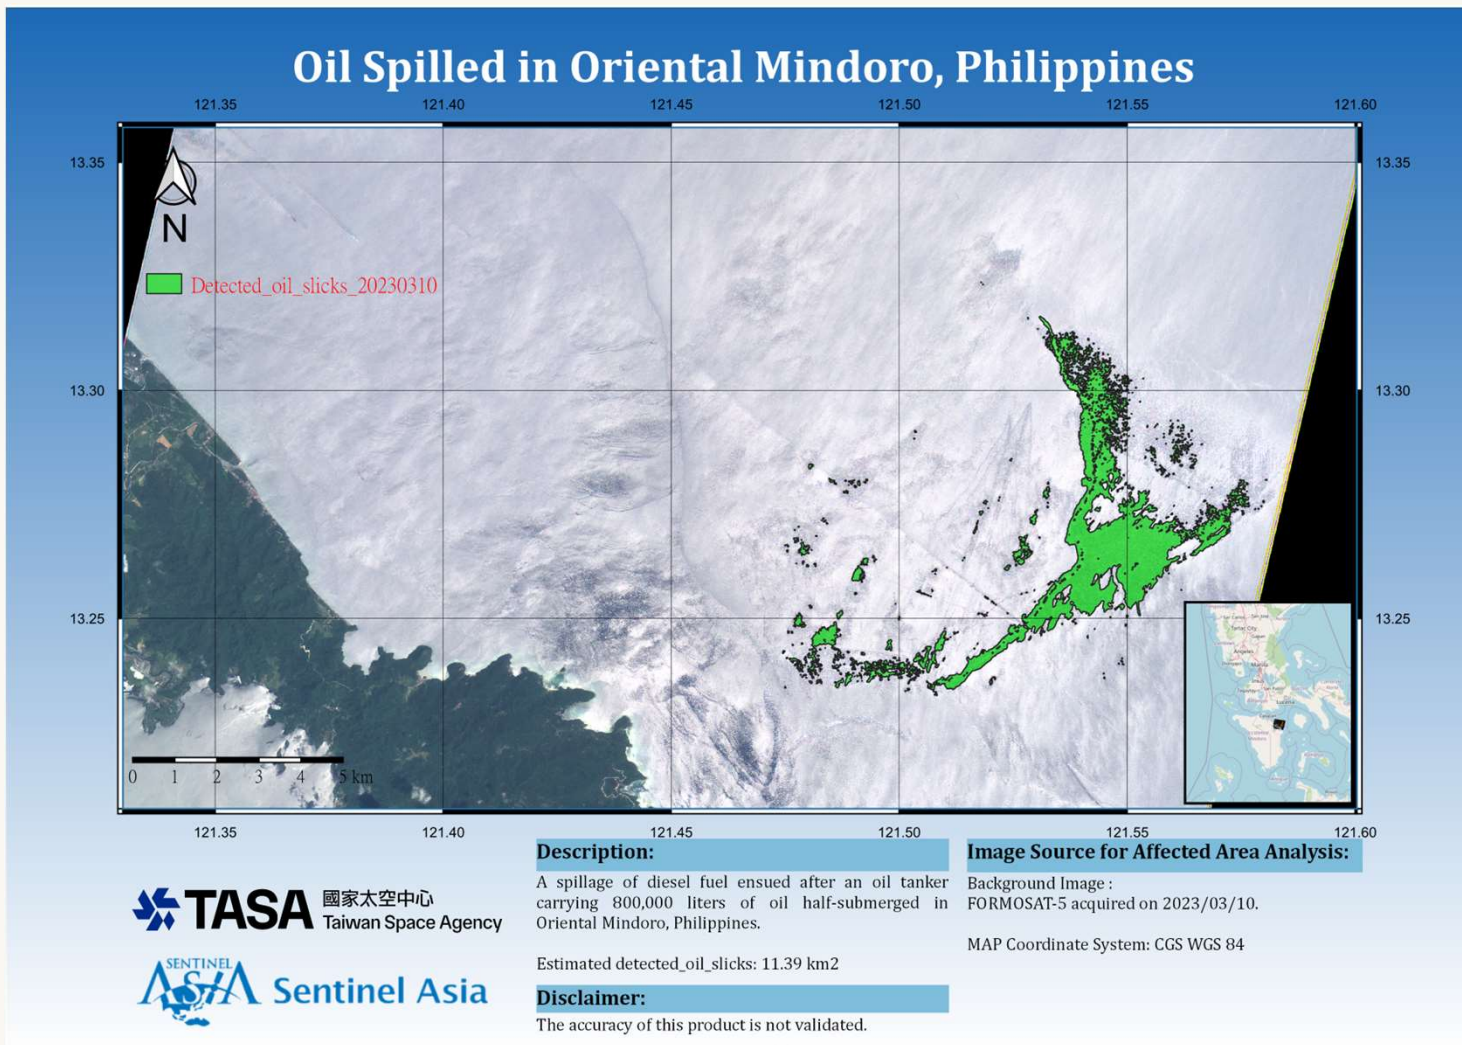 Oil Spilled in Oriental Mindoro, Philippines
121.35 121.40 121.45 121.50 121.55 121.60
13.35 13.35
N
Detected_oil_slicks_20230310
13.30 13.30
13.25 13.25
Manila
Lucena
0 1 2 3 4 5 km
121.35 121.40 121.45 121.50 121.55 121.60
TASA 國家太空中心
Taiwan Space Agency
SENTINEL
ASIA Sentinel Asia
Description:
A spillage of diesel fuel ensued after an oil tanker
carrying 800,000 liters of oil half-submerged in
Oriental Mindoro, Philippines.
Estimated detected_oil_slicks: 11.39 km2
Disclaimer:
The accuracy of this product is not validated.
Image Source for Affected Area Analysis:
Background Image :
FORMOSAT-5 acquired on 2023/03/10.
MAP Coordinate System: CGS WGS 84